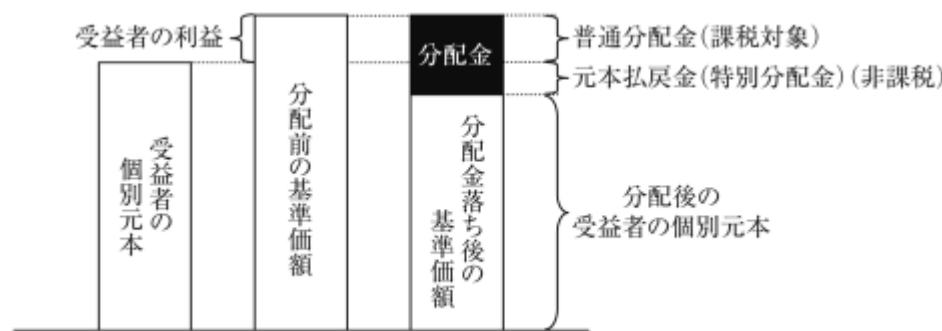 受益者の利益
分配金
普通分配金(課税対象)
元本払戻金(特別分配金)(非課税)
受益者の
個別元本
分配前の基準価額
分配金落ち後の
基準価額
分配後の
受益者の個別元本